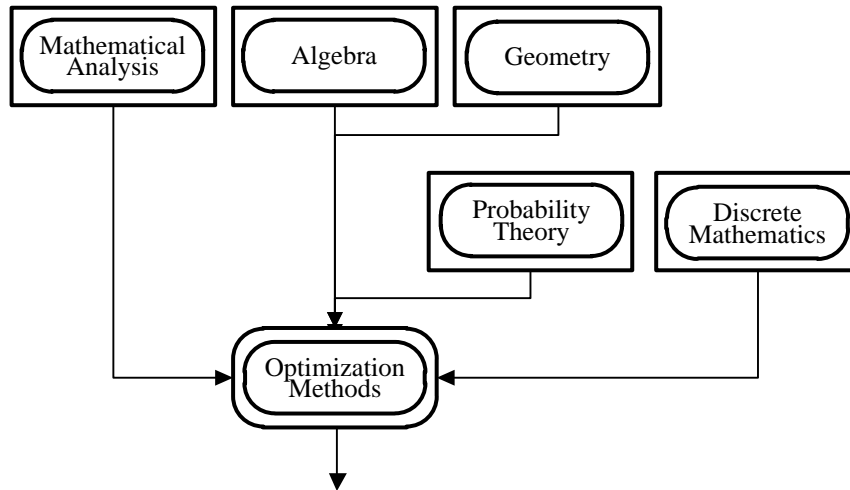 Mathematical
Analysis
Algebra
Geometry
Probability
Theory
Discrete
Mathematics
Optimization
Methods